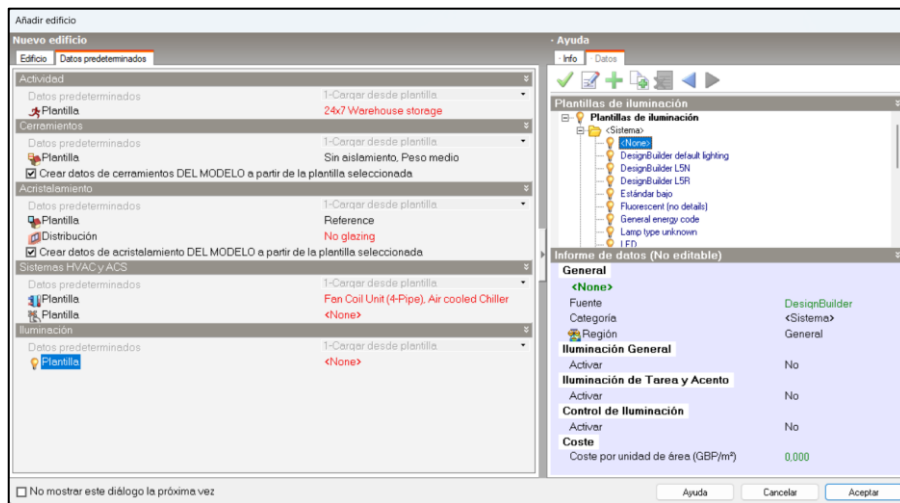 Añadir edificio
Nuevo edificio
Edificio Datos predeterminados
Actividad
Datos predeterminados 1-Cargar desde plantilla
Plantilla 24x7 Warehouse storage
Cerramientos
Datos predeterminados 1-Cargar desde plantilla
Plantilla Sin aislamiento, Peso medio
Crear datos de cerramientos DEL MODELO a partir de la plantilla seleccionada
Acristalamiento
Datos predeterminados 1-Cargar desde plantilla
Plantilla Reference
Distribución No glazing
Crear datos de acristalamiento DEL MODELO a partir de la plantilla seleccionada
Sistemas HVAC y ACS
Datos predeterminados 1-Cargar desde plantilla
Plantilla Fan Coil Unit (4-Pipe), Air cooled Chiller
Plantilla <None>
Iluminación
Datos predeterminados 1-Cargar desde plantilla
Plantilla <None>
No mostrar este diálogo la próxima vez
Ayuda
Info Datos
Plantillas de iluminación
Plantillas de iluminación
<Sistema>
<None>
DesignBuilder default lighting
DesignBuilder L5N
DesignBuilder L5R
Estándar bajo
Fluorescent (no details)
General energy code
Lamp type unknown
LED
Informe de datos (No editable)
General
<None>
Fuente DesignBuilder
Categoría <Sistema>
Región General
Iluminación General
Activar No
Iluminación de Tarea y Acento
Activar No
Control de Iluminación
Activar No
Coste
Coste por unidad de área (GBP/m²) 0,000
Ayuda Cancelar Aceptar